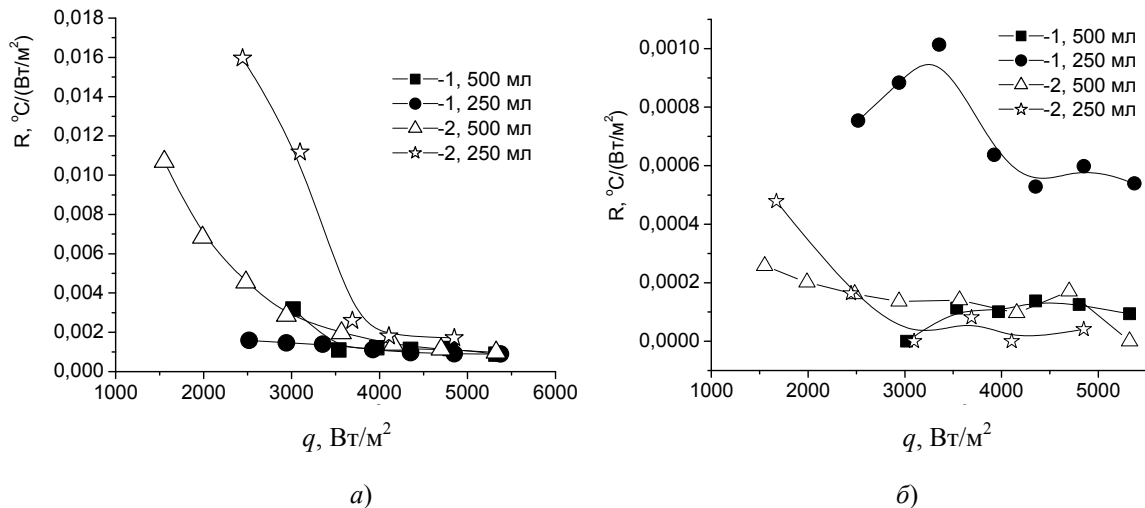 R, °C/(Вт/м²)
0,018
0,016
0,014
0,012
0,010
0,008
0,006
0,004
0,002
0,000
1000 2000 3000 4000 5000 6000
-1, 500 мл
-1, 250 мл
-2, 500 мл
-2, 250 мл
q, Вт/м²
а)
R, °C/(Вт/м²)
0,0010
0,0008
0,0006
0,0004
0,0002
0,0000
1000 2000 3000 4000 5000
-1, 500 мл
-1, 250 мл
-2, 500 мл
-2, 250 мл
q, Вт/м²
б)